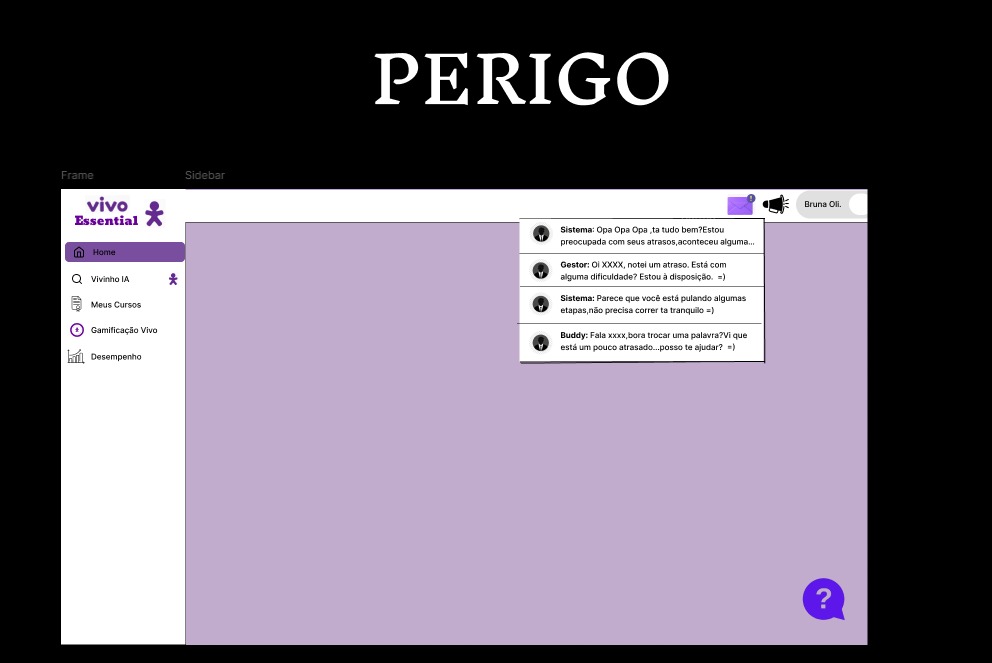 PERIGO
Frame
Sidebar
vivo
Essential
!
Bruna Oli.
Home
Vivinho IA
Meus Cursos
Gamificação Vivo
Desempenho
Sistema: Opa Opa Opa ,ta tudo bem?Estou
preocupada com seus atrasos,aconteceu alguma...
Gestor: Oi XXXX, notei um atraso. Está com
alguma dificuldade? Estou à disposição. =)
Sistema: Parece que você está pulando algumas
etapas,não precisa correr ta tranquilo =)
Buddy: Fala xxxx,bora trocar uma palavra?Vi que
está um pouco atrasado...posso te ajudar? =)
?